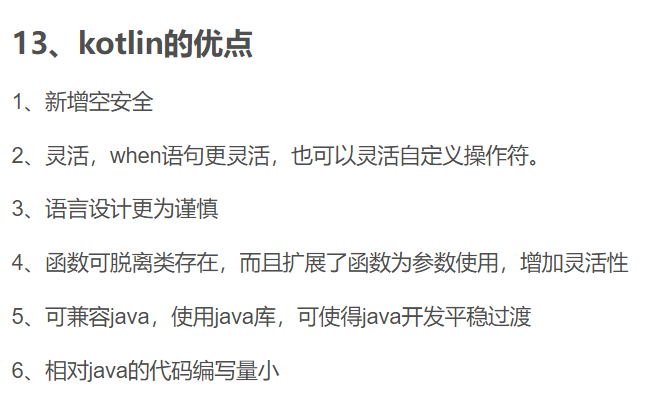 13、kotlin的优点
1、新增空安全
2、灵活，when语句更灵活，也可以灵活自定义操作符。
3、语言设计更为谨慎
4、函数可脱离类存在，而且扩展了函数为参数使用，增加灵活性
5、可兼容java，使用java库，可使得java开发平稳过渡
6、相对java的代码编写量小